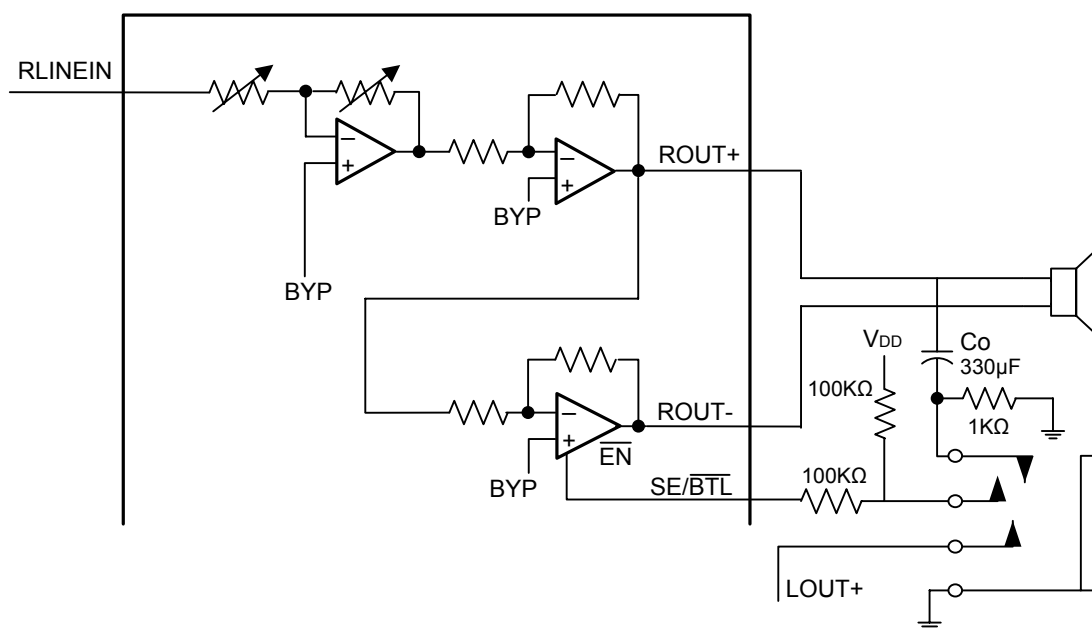 RLINEIN
−
+
BYP
−
+
BYP
ROUT+
VDD
Co
330µF
100KΩ
1KΩ
−
+
EN
BYP
ROUT-
SE/BTL
100KΩ
LOUT+